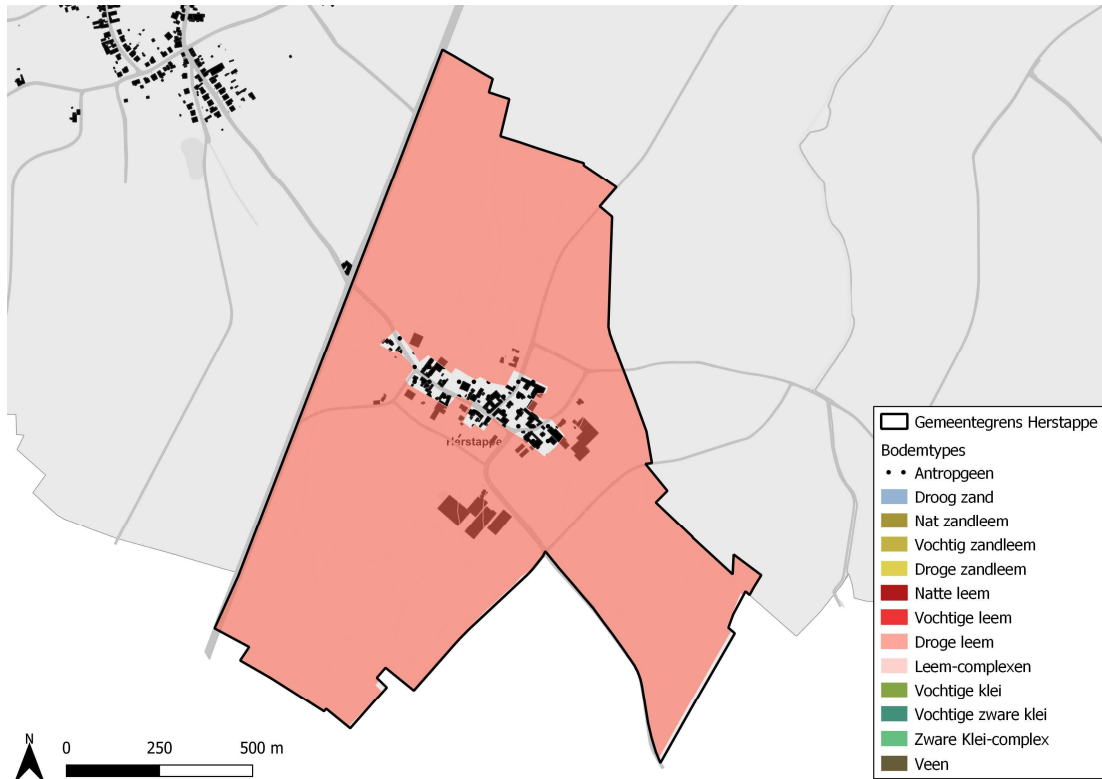 Herstappe
Gemeentegrens Herstappe
Bodemtypes
Antropgeen
Droog zand
Nat zandleem
Vochtig zandleem
Droge zandleem
Natte leem
Vochtige leem
Droge leem
Leem-complexen
Vochtige klei
Vochtige zware klei
Zware Klei-complex
Veen
N
0 250 500 m